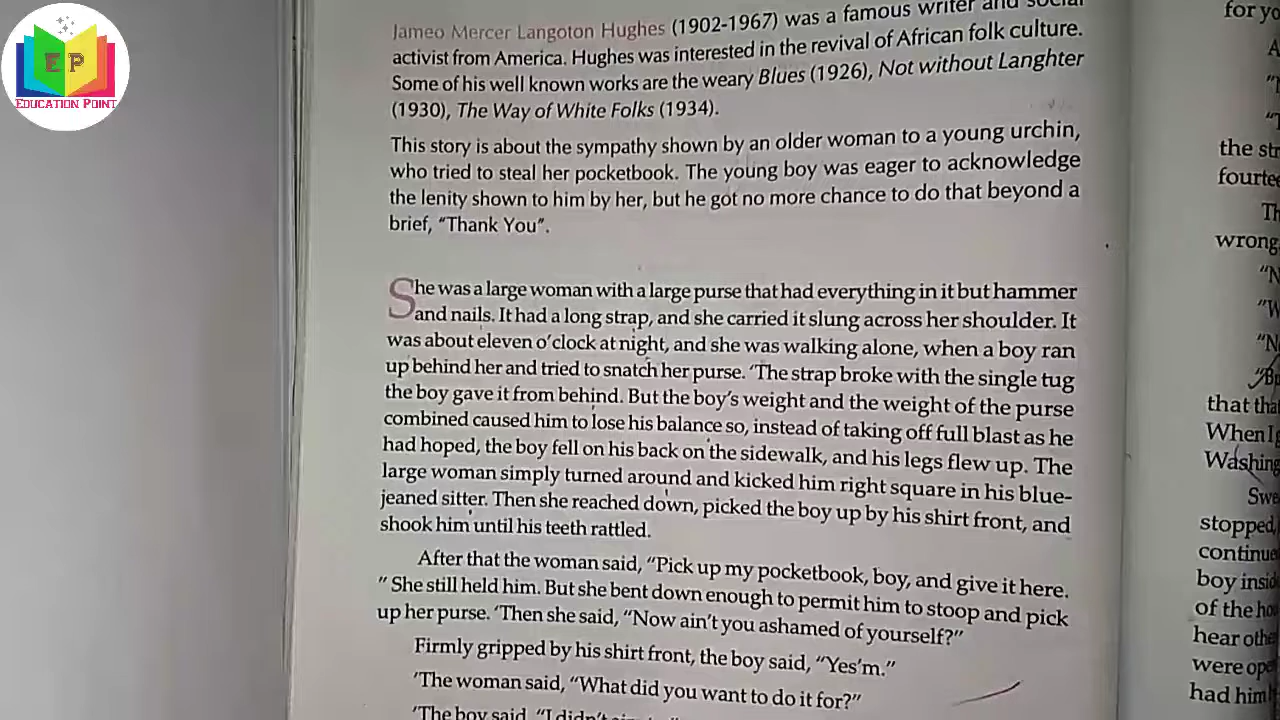 E P
EDUCATION POINT
Jameo Mercer Langoton Hughes (1902-1967) was a famous writer and social
activist from America. Hughes was interested in the revival of African folk culture.
Some of his well known works are the weary Blues (1926), Not without Langhter
(1930), The Way of White Folks (1934).
This story is about the sympathy shown by an older woman to a young urchin,
who tried to steal her pocketbook. The young boy was eager to acknowledge
the lenity shown to him by her, but he got no more chance to do that beyond a
brief, "Thank You".
She was a large woman with a large purse that had everything in it but hammer
and nails. It had a long strap, and she carried it slung across her shoulder. It
was about eleven o'clock at night, and she was walking alone, when a boy ran
up behind her and tried to snatch her purse. 'The strap broke with the single tug
the boy gave it from behind. But the boy's weight and the weight of the purse
combined caused him to lose his balance so, instead of taking off full blast as he
had hoped, the boy fell on his back on the sidewalk, and his legs flew up. The
large woman simply turned around and kicked him right square in his blue-
jeaned sitter. Then she reached down, picked the boy up by his shirt front, and
shook him until his teeth rattled.
After that the woman said, "Pick up my pocketbook, boy, and give it here.
" She still held him. But she bent down enough to permit him to stoop and pick
up her purse. 'Then she said, "Now ain't you ashamed of yourself?"
Firmly gripped by his shirt front, the boy said, "Yes'm."
'The woman said, "What did you want to do it for?"
'The boy said, "I didn't
for
the
wrong
"N
"W
"N
that
When I
stopped,
boy
of the
hear
were
had him